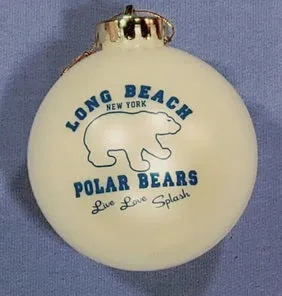 LONG BEACH
NEW YORK
POLAR BEARS
Live Love Splash